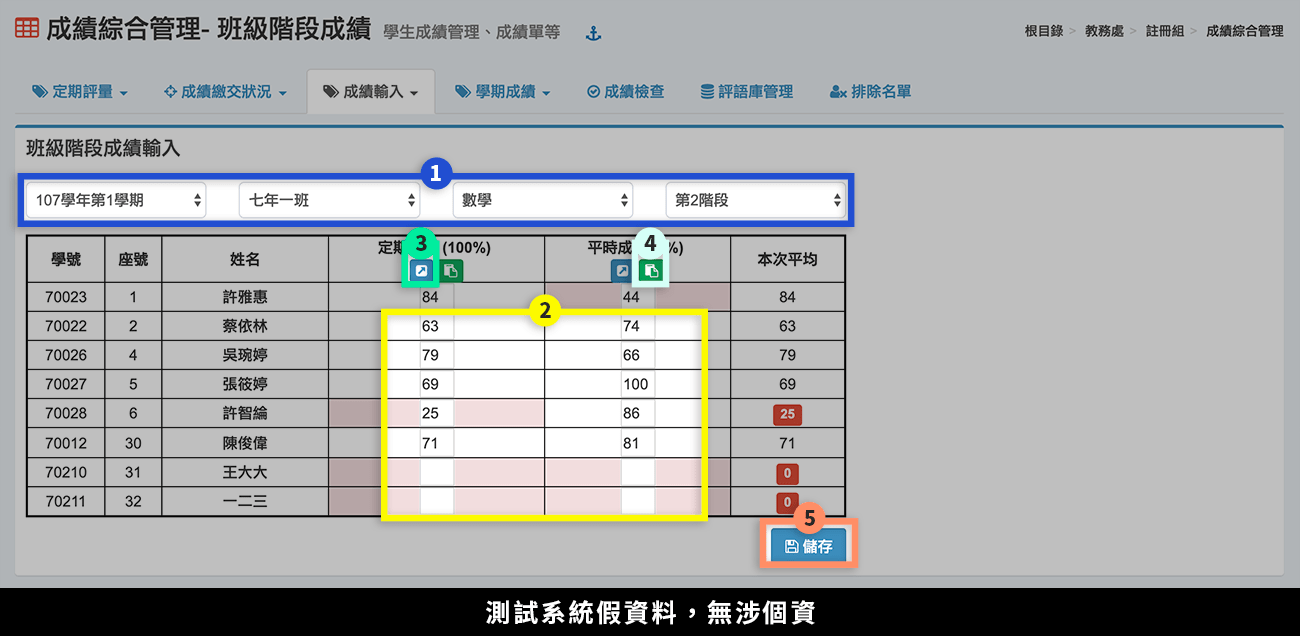 成績綜合管理- 班級階段成績 學生成績管理、成績單等
根目錄 > 教務處 > 註冊組 > 成績綜合管理
定期評量 成績繳交狀況 成績輸入 學期成績 成績檢查 評語庫管理 排除名單
班級階段成績輸入
1
107學年第1學期 七年一班 數學 第2階段
3 4
學號 座號 姓名 定期 (100%) 平時成 %) 本次平均
70023 1 許雅惠 84 44 84
2
70022 2 蔡依林 63 74 63
70026 4 吳琬婷 79 66 79
70027 5 張筱婷 69 100 69
70028 6 許智綸 25 86 25
70012 30 陳俊偉 71 81 71
70210 31 王大大 0
70211 32 一二三 0
5
儲存
測試系統假資料，無涉個資